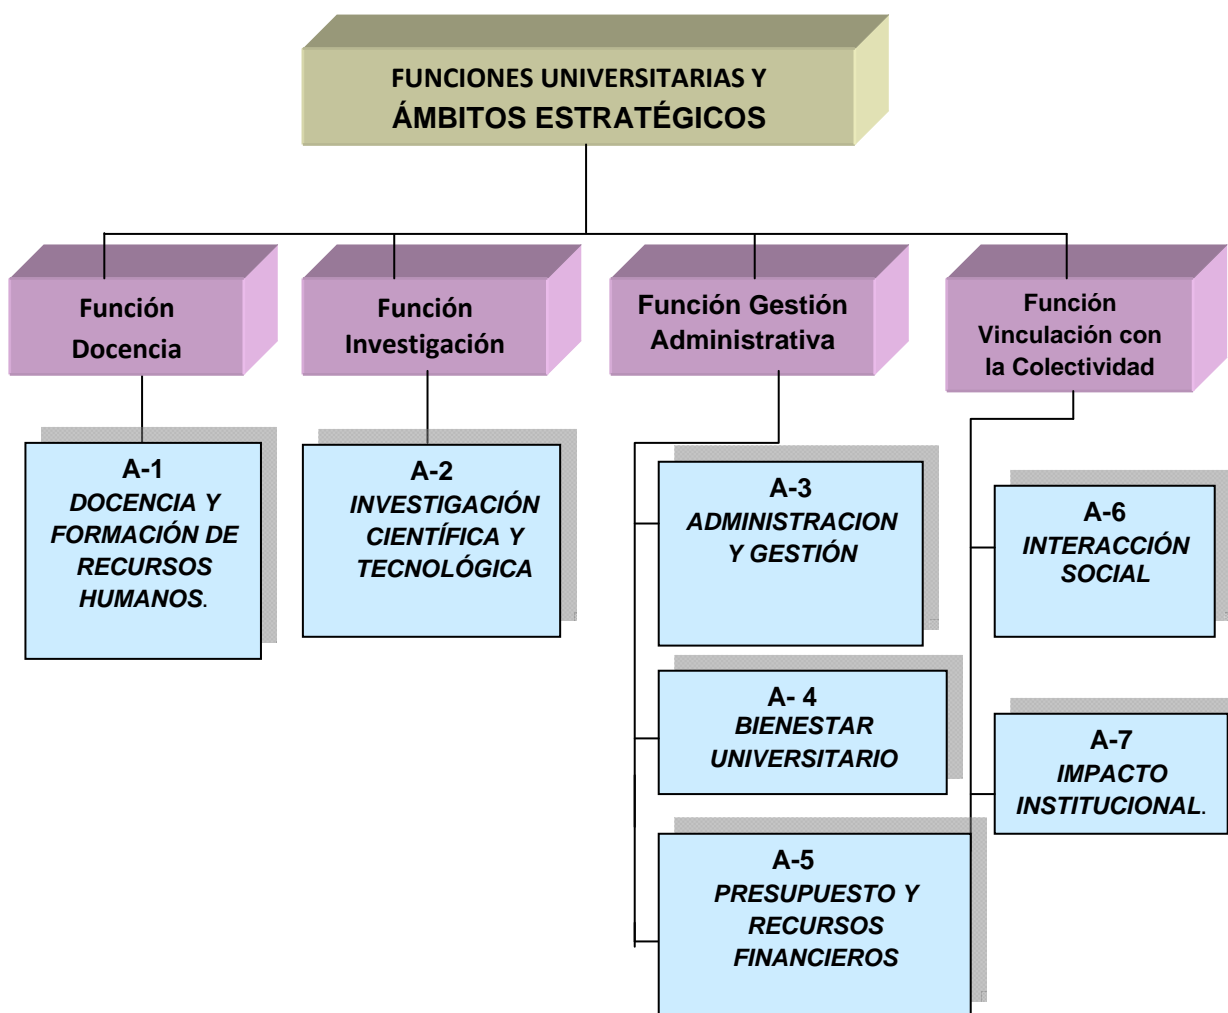 FUNCIONES UNIVERSITARIAS Y
ÁMBITOS ESTRATÉGICOS
Función
Docencia
Función
Investigación
Función Gestión
Administrativa
Función
Vinculación con
la Colectividad
A-1
DOCENCIA Y
FORMACIÓN DE
RECURSOS
HUMANOS.
A-2
INVESTIGACIÓN
CIENTÍFICA Y
TECNOLÓGICA
A-3
ADMINISTRACION
Y GESTIÓN
A- 4
BIENESTAR
UNIVERSITARIO
A-5
PRESUPUESTO Y
RECURSOS
FINANCIEROS
A-6
INTERACCIÓN
SOCIAL
A-7
IMPACTO
INSTITUCIONAL.